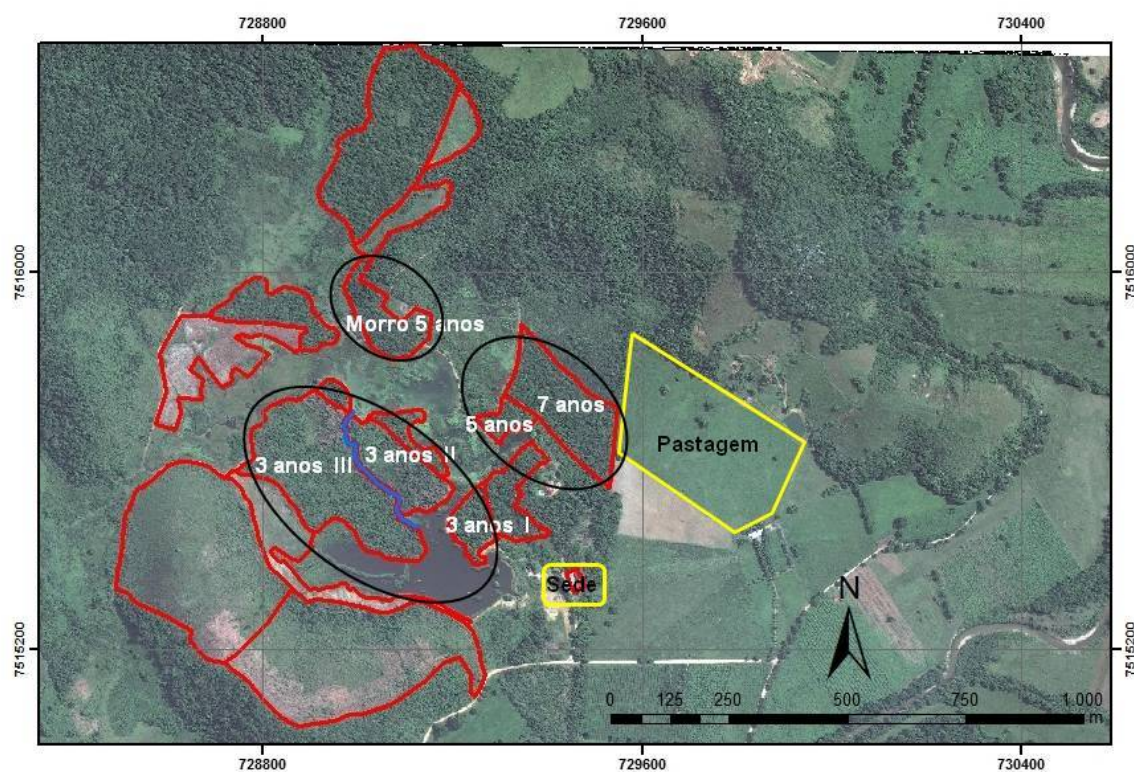 728800 729600 730400
7516000 7516000
Morro 5 anos
7 anos
5 anos
Pastagem
3 anos II
3 anos III
3 anos I
Sede
N
7515200 7515200
0 125 250 500 750 1.000
m
728800 729600 730400